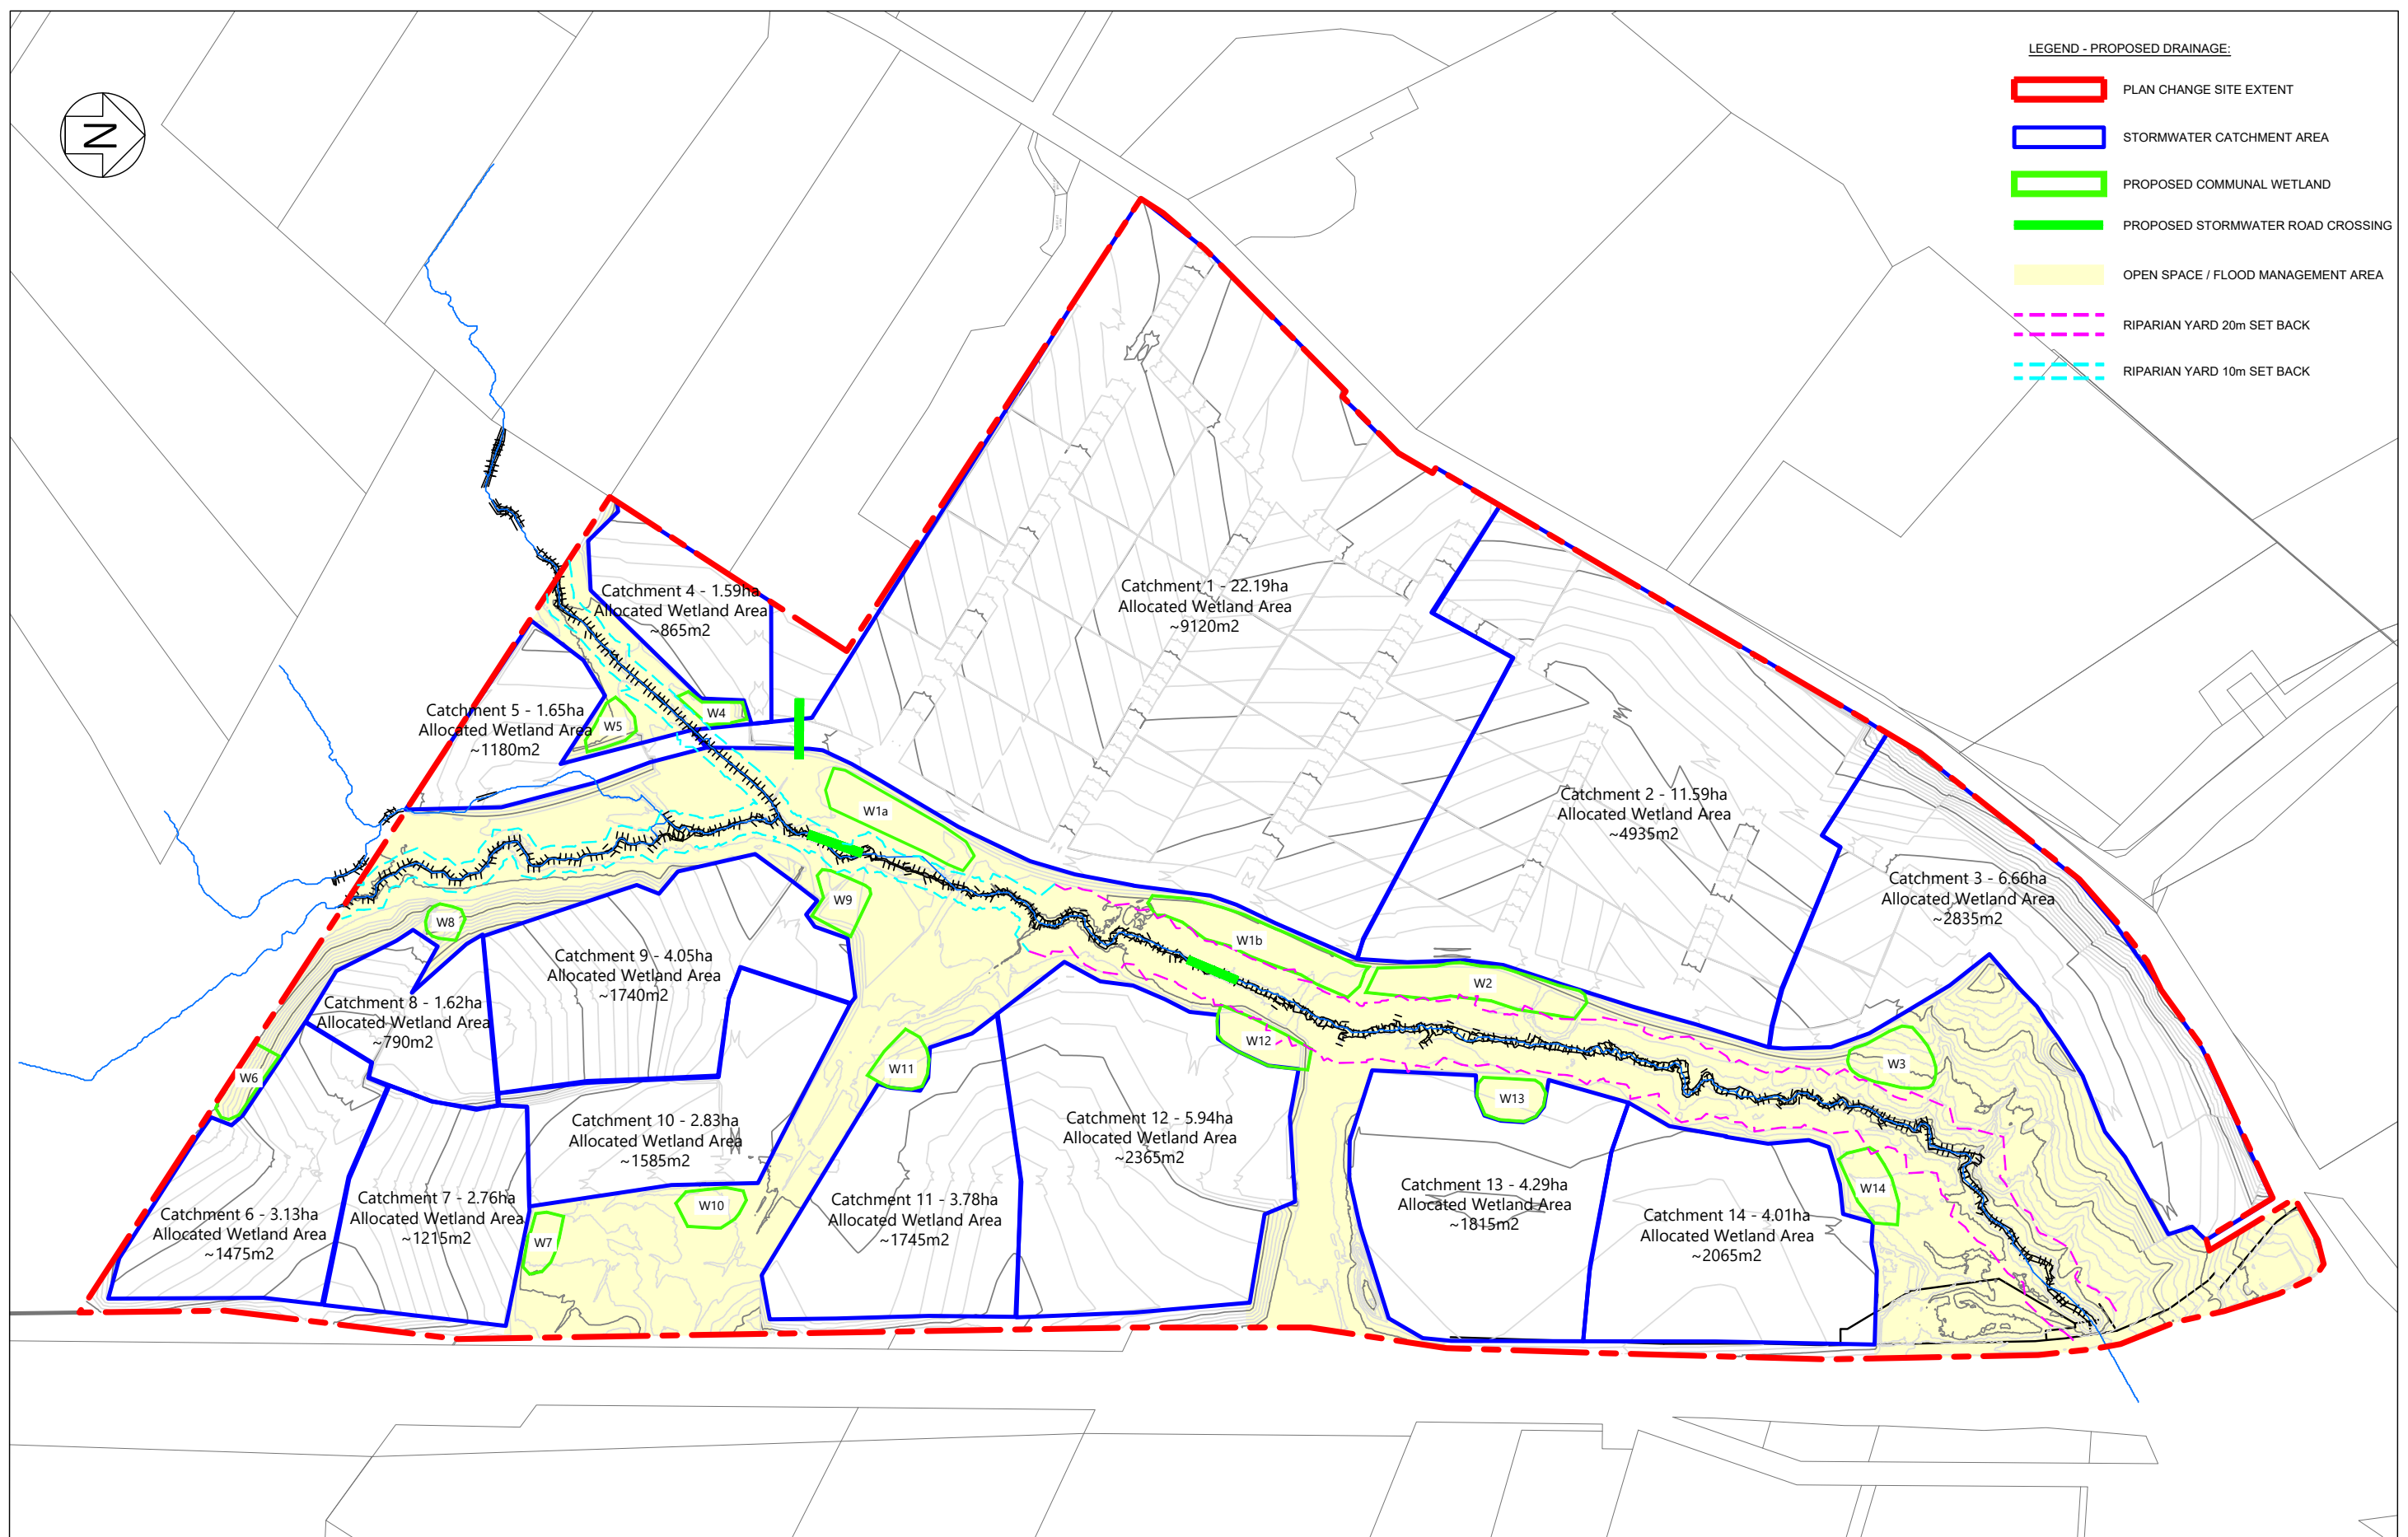 LEGEND - PROPOSED DRAINAGE:
PLAN CHANGE SITE EXTENT
STORMWATER CATCHMENT AREA
PROPOSED COMMUNAL WETLAND
PROPOSED STORMWATER ROAD CROSSING
OPEN SPACE / FLOOD MANAGEMENT AREA
RIPARIAN YARD 20m SET BACK
RIPARIAN YARD 10m SET BACK
N
Catchment 4 - 1.59ha
Allocated Wetland Area
~865m2
Catchment 1 - 22.19ha
Allocated Wetland Area
~9120m2
Catchment 5 - 1.65ha
Allocated Wetland Area
~1180m2
W5
W4
W1a
Catchment 2 - 11.59ha
Allocated Wetland Area
~4935m2
Catchment 3 - 6.66ha
Allocated Wetland Area
~2835m2
W8
W9
W1b
W2
Catchment 9 - 4.05ha
Allocated Wetland Area
~1740m2
Catchment 8 - 1.62ha
Allocated Wetland Area
~790m2
W6
W11
W12
W13
W3
Catchment 10 - 2.83ha
Allocated Wetland Area
~1585m2
Catchment 12 - 5.94ha
Allocated Wetland Area
~2365m2
Catchment 6 - 3.13ha
Allocated Wetland Area
~1475m2
Catchment 7 - 2.76ha
Allocated Wetland Area
~1215m2
W7
W10
Catchment 11 - 3.78ha
Allocated Wetland Area
~1745m2
Catchment 13 - 4.29ha
Allocated Wetland Area
~1815m2
Catchment 14 - 4.01ha
Allocated Wetland Area
~2065m2
W14